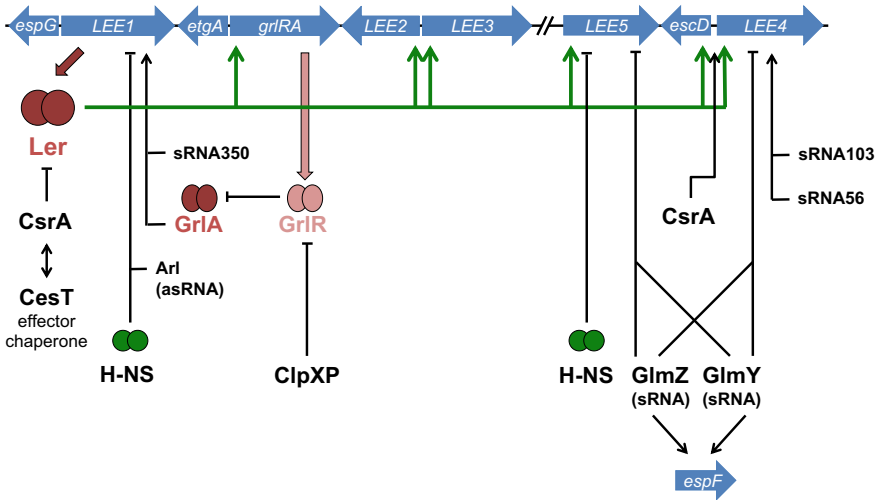 espG LEE1 etgA grlRA LEE2 LEE3 LEE5 escD LEE4
Ler
sRNA350
sRNA103
sRNA56
CsrA
GrlA
GrlR
CsrA
Arl
(asRNA)
CesT
effector
chaperone
H-NS
ClpXP
H-NS
GlmZ
(sRNA)
GlmY
(sRNA)
espF